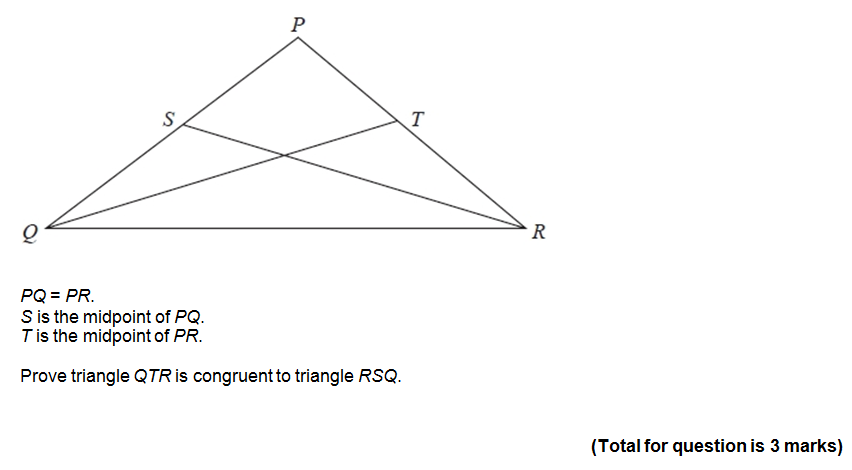 P
S
T
Q
R
PQ = PR.
S is the midpoint of PQ.
T is the midpoint of PR.
Prove triangle QTR is congruent to triangle RSQ.
(Total for question is 3 marks)